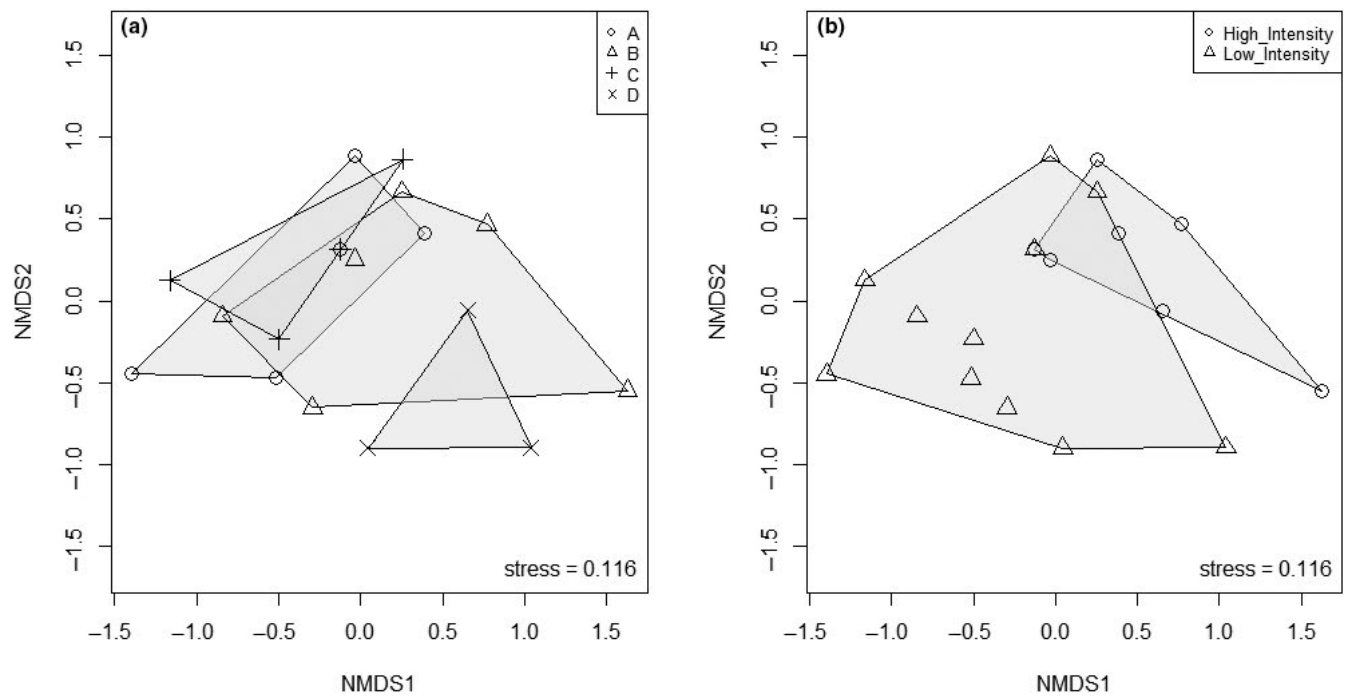 (a)
A
B
C
D
1.5
1.0
0.5
0.0
−0.5
−1.0
−1.5
NMDS2
stress = 0.116
−1.5 −1.0 −0.5 0.0 0.5 1.0 1.5
NMDS1
(b)
High_Intensity
Low_Intensity
1.5
1.0
0.5
0.0
−0.5
−1.0
−1.5
NMDS2
stress = 0.116
−1.5 −1.0 −0.5 0.0 0.5 1.0 1.5
NMDS1